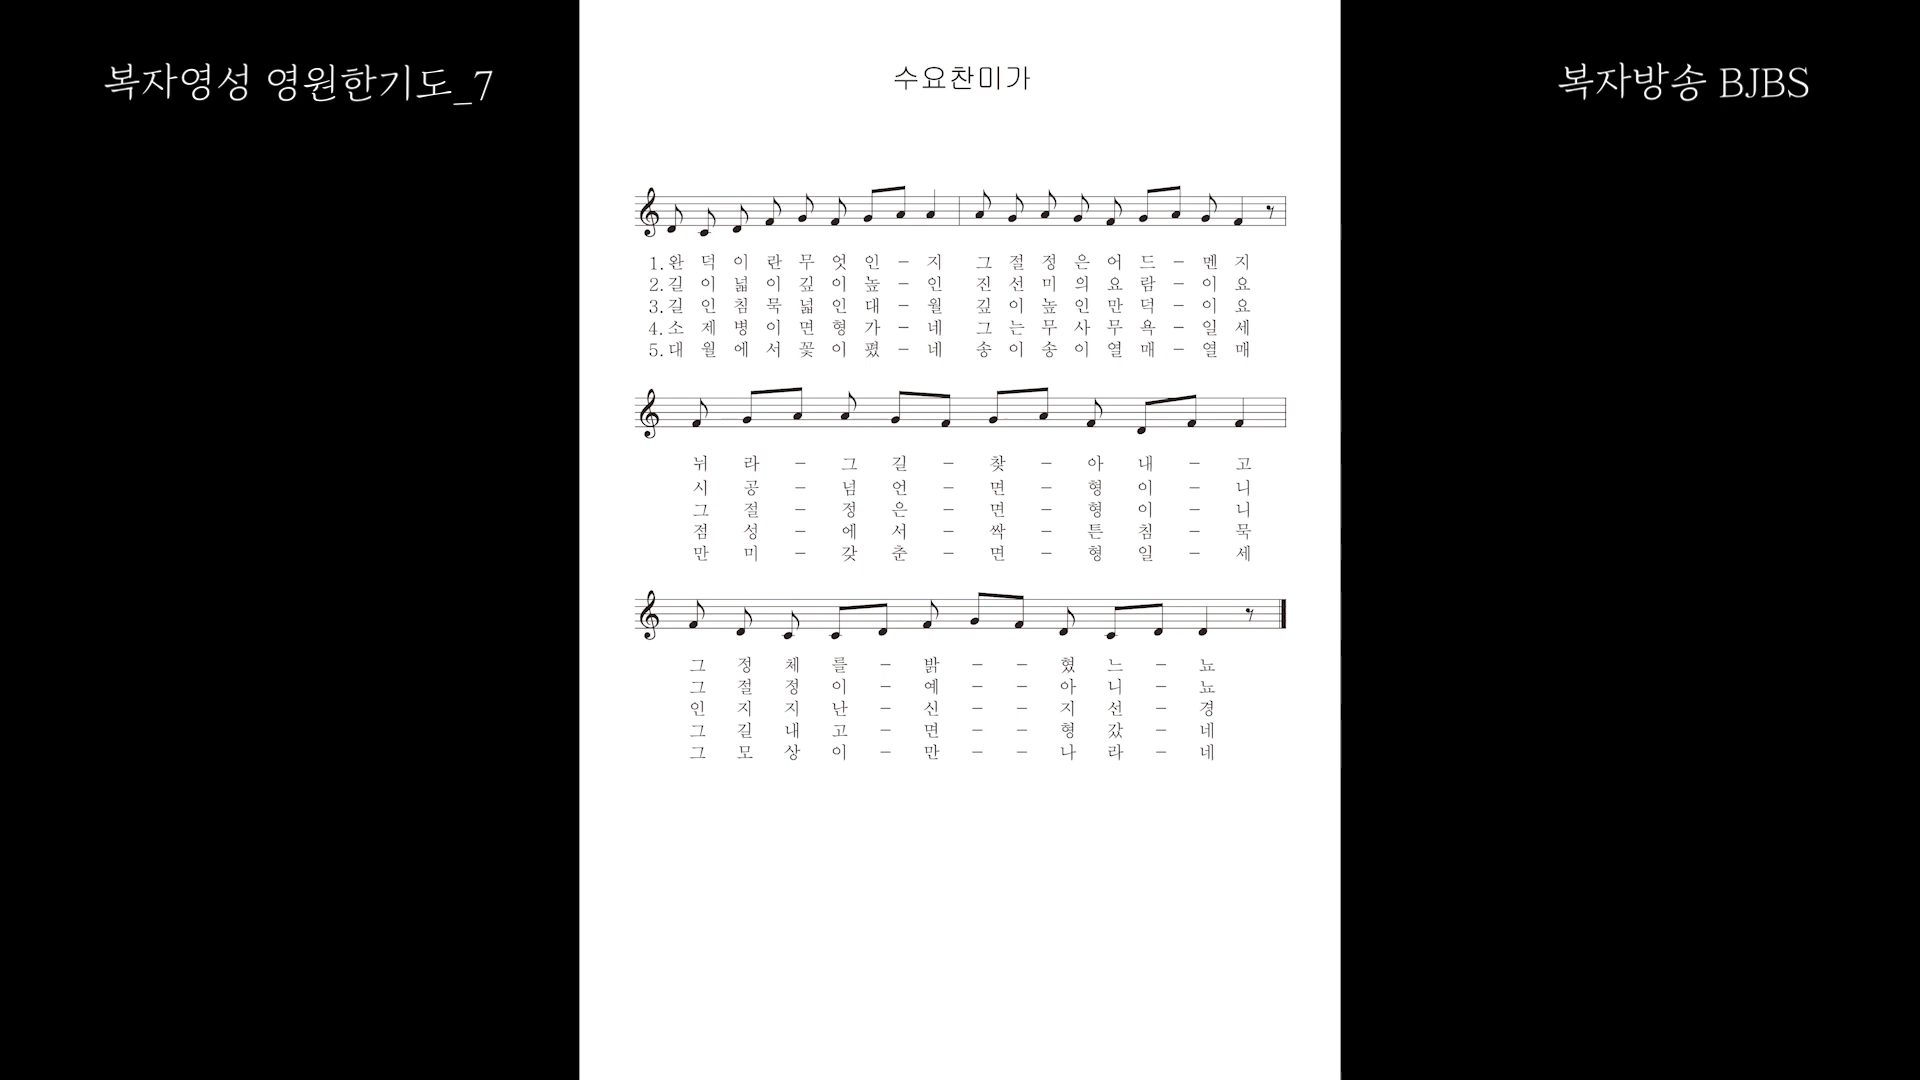 복자영성 영원한기도_7
수요찬미가
복자방송 BJBS
1.완 덕 이 란 무 엇 인 – 지 그 절 정 은 어 드 – 멘 지
2.길 이 넓 이 깊 이 높 – 인 진 선 미 의 요 람 – 이 요
3.길 인 침 묵 넓 인 대 – 월 깊 이 높 인 만 덕 – 이 요
4.소 제 병 이 면 형 가 – 네 그 는 무 사 무 욕 – 일 세
5.대 월 에 서 꽃 이 폈 – 네 송 이 송 이 열 매 – 열 매
뉘 라 – 그 길 – 찾 – 아 내 – 고
시 공 – 넘 언 – 면 – 형 이 – 니
그 절 – 정 은 – 면 – 형 이 – 니
점 성 – 에 서 – 싹 – 튼 침 – 묵
만 미 – 갖 춘 – 면 – 형 일 – 세
그 정 체 를 – 밝 – – 혔 느 – 뇨
그 절 정 이 – 예 – – 아 니 – 뇨
인 지 지 난 – 신 – – 지 선 – 경
그 길 내 고 – 면 – – 형 갔 – 네
그 모 상 이 – 만 – – 나 라 – 네